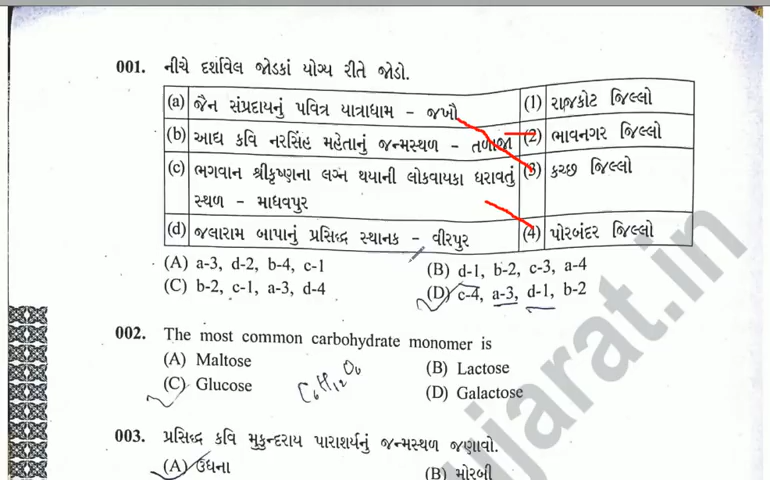 001. નીચે દર્શાવેલ જોડકાં યોગ્ય રીતે જોડો.
(a) જૈન સંપ્રદાયનું પવિત્ર યાત્રાધામ – જખૌ (1) રાજકોટ જિલ્લો
(b) આદ્ય કવિ નરસિંહ મહેતાનું જન્મસ્થળ – તળાજા (2) ભાવનગર જિલ્લો
(c) ભગવાન શ્રીકૃષ્ણના લગ્ન થયાની લોકવાયકા ધરાવતું (3) કચ્છ જિલ્લો
સ્થળ – માધવપુર
(d) જલારામ બાપાનું પ્રસિદ્ધ સ્થાનક – વીરપુર (4) પોરબંદર જિલ્લો
(A) a-3, d-2, b-4, c-1 (B) d-1, b-2, c-3, a-4
(C) b-2, c-1, a-3, d-4 (D) c-4, a-3, d-1, b-2
002. The most common carbohydrate monomer is
(A) Maltose (B) Lactose
(C) Glucose C6H12O6 (D) Galactose
003. પ્રસિદ્ધ કવિ મુકુન્દરાય પારાશર્યનું જન્મસ્થળ જણાવો.
(A) ઉધના (B) મોરબી
ujarat.in